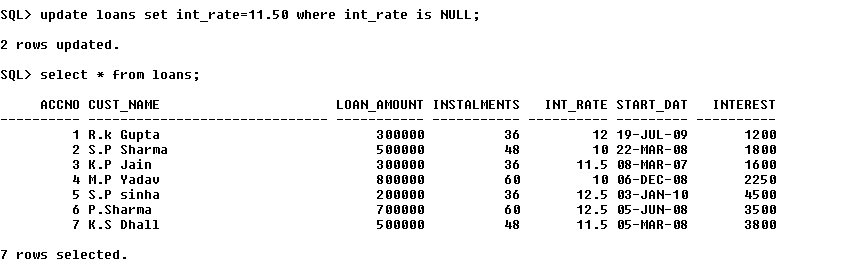 SQL> update loans set int_rate=11.50 where int_rate is NULL;
2 rows updated.
SQL> select * from loans;
ACCNO CUST_NAME LOAN_AMOUNT INSTALMENTS INT_RATE START_DAT INTEREST
---------- ------------------------------ ----------- ----------- ---------- --------- ----------
1 R.k Gupta 300000 36 12 19-JUL-09 1200
2 S.P Sharma 500000 48 10 22-MAR-08 1800
3 K.P Jain 300000 36 11.5 08-MAR-07 1600
4 M.P Yadav 800000 60 10 06-DEC-08 2250
5 S.P sinha 200000 36 12.5 03-JAN-10 4500
6 P.Sharma 700000 60 12.5 05-JUN-08 3500
7 K.S Dhall 500000 48 11.5 05-MAR-08 3800
7 rows selected.